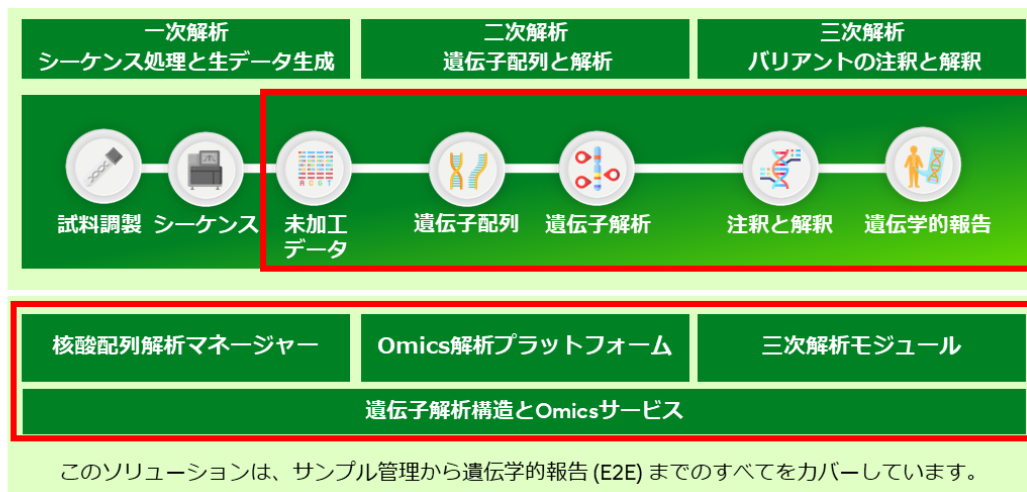 一次解析
シーケンス処理と生データ生成
二次解析
遺伝子配列と解析
三次解析
バリアントの注釈と解釈
試料調製
シーケンス
未加工
データ
A C G T
遺伝子配列
遺伝子解析
注釈と解釈
遺伝学的報告
核酸配列解析マネージャー
Omics解析プラットフォーム
三次解析モジュール
遺伝子解析構造とOmicsサービス
このソリューションは、サンプル管理から遺伝学的報告 (E2E) までのすべてを力バーしています。